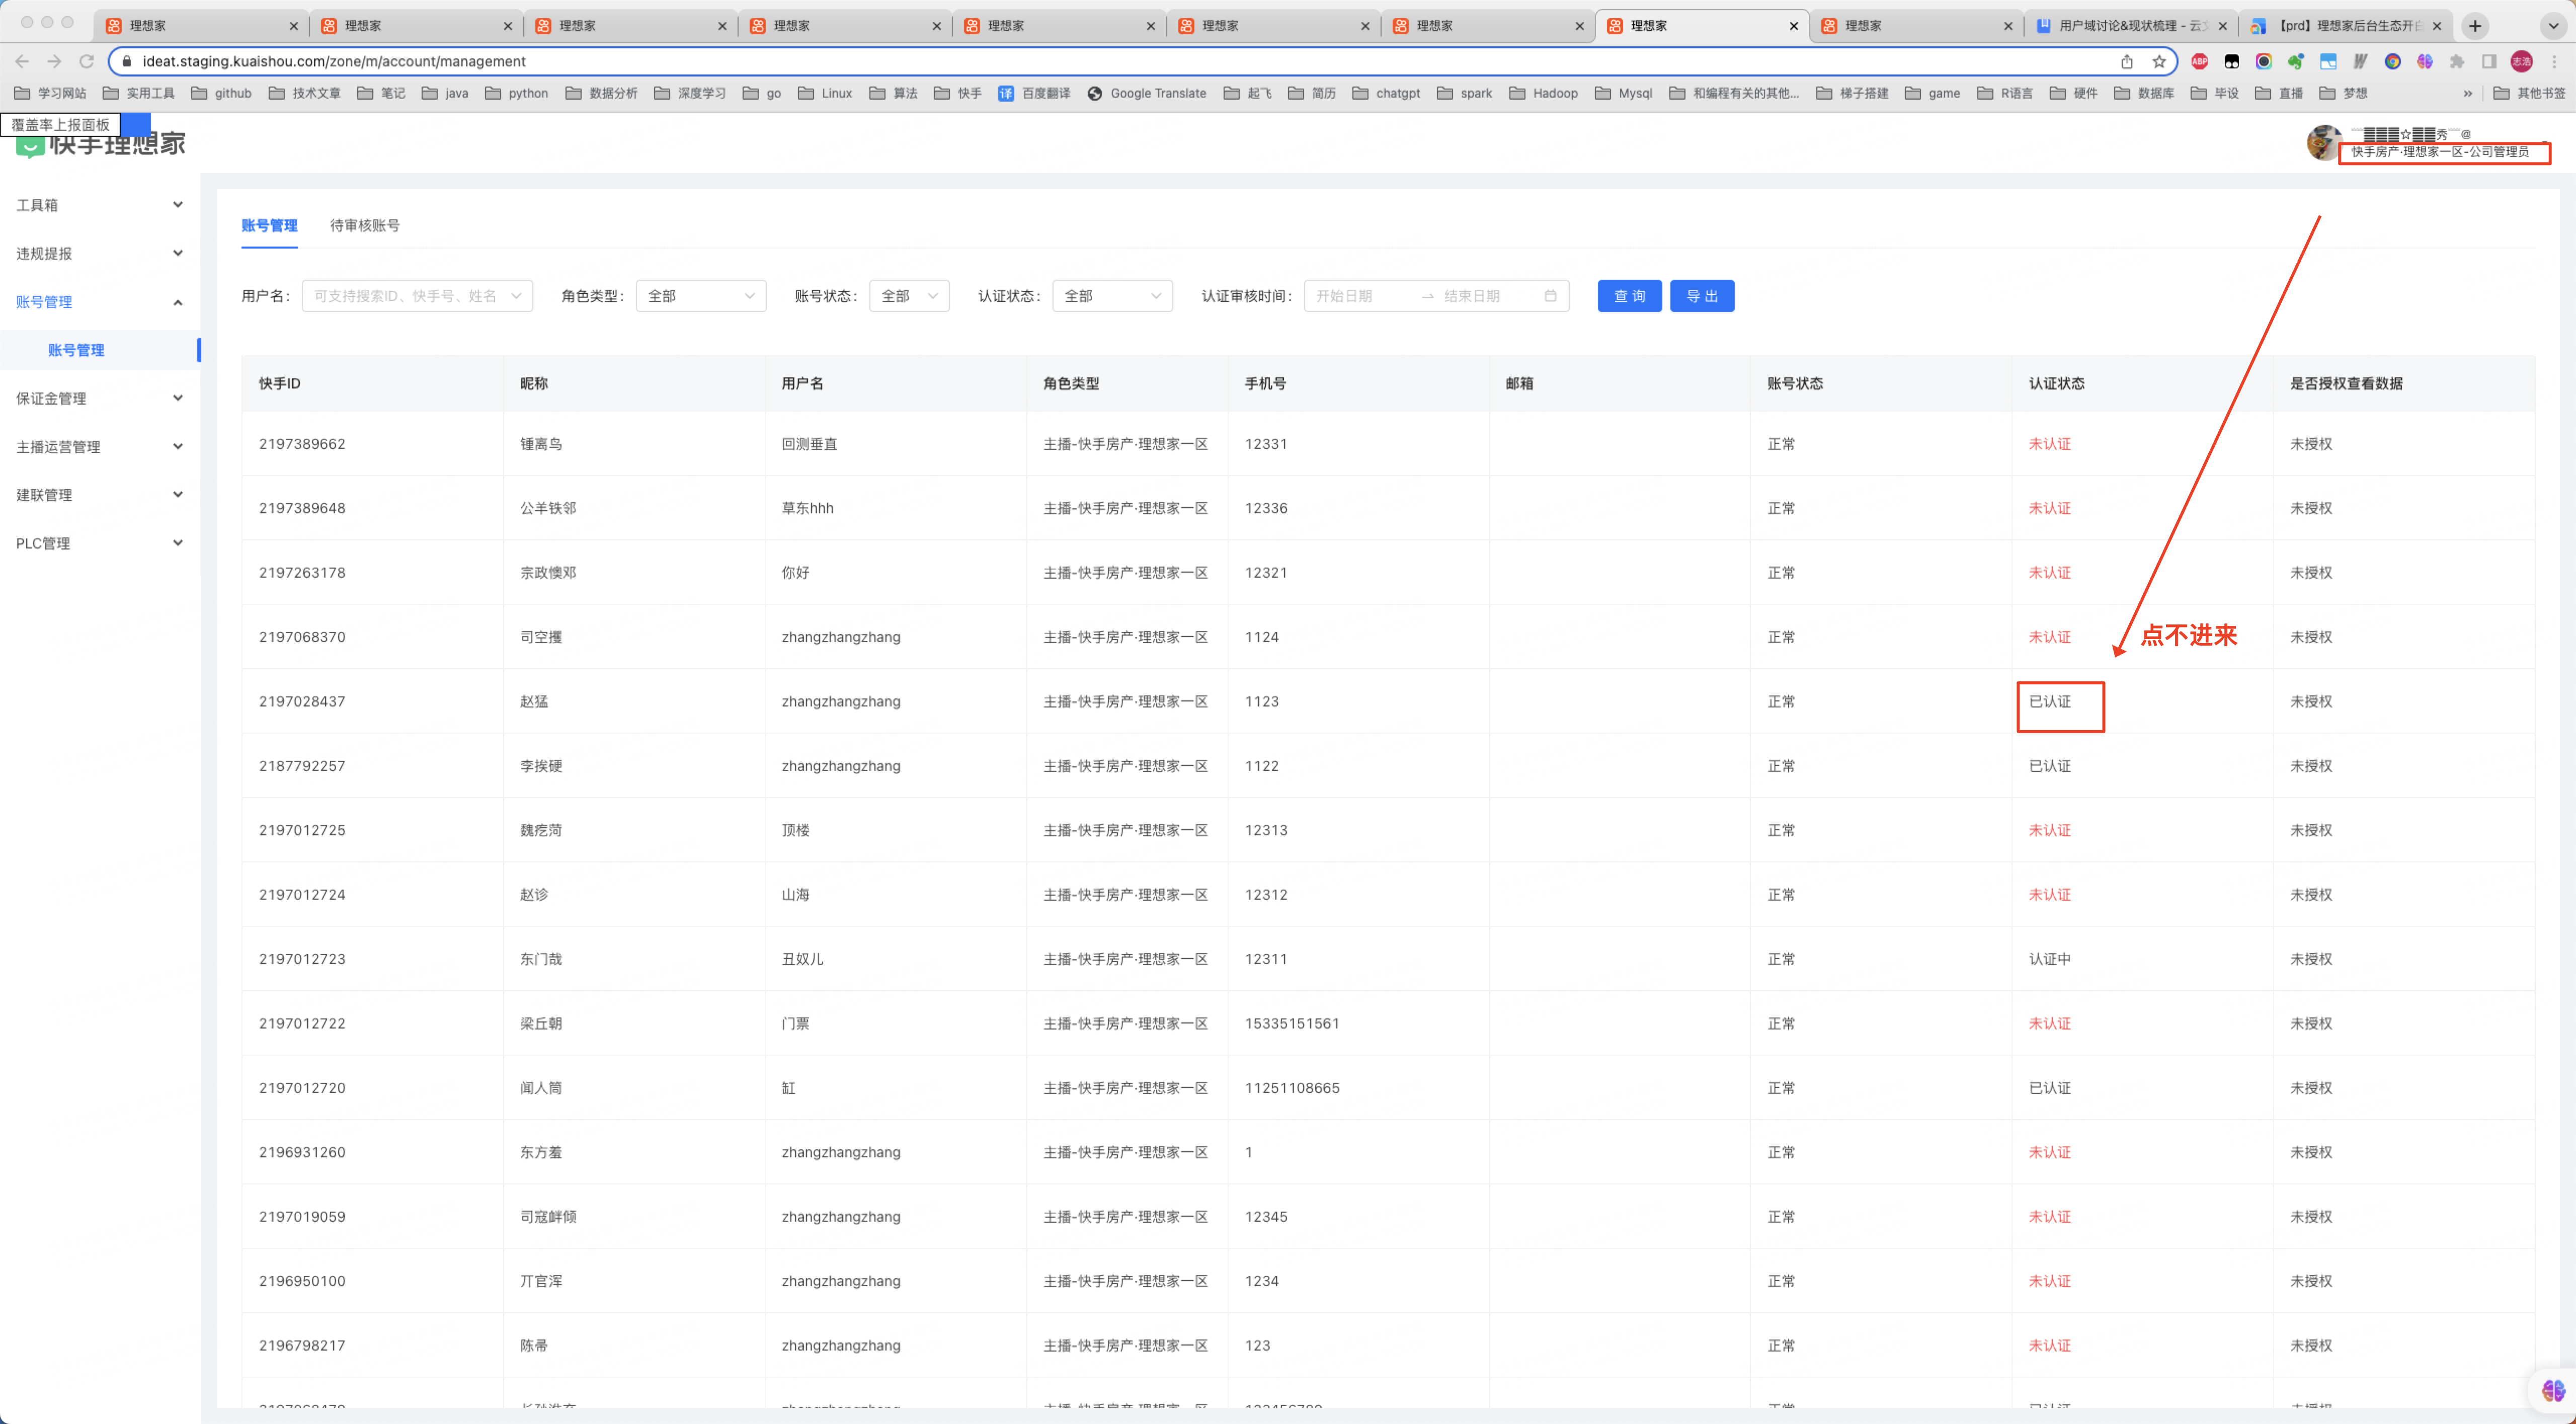 理想家 理想家 理想家 理想家 理想家 理想家 理想家 理想家 理想家 用户域讨论&现状梳理 - 云文 【prd】理想家后台生态开白
ideat.staging.kuaishou.com/zone/m/account/management
ABP 志浩
学习网站 实用工具 github 技术文章 笔记 java python 数据分析 深度学习 go Linux 算法 快手 译 百度翻译 Google Translate 起飞 简历 chatgpt spark Hadoop Mysql 和编程有关的其他... 梯子搭建 game R语言 硬件 数据库 毕设 直播 梦想 » 其他书签
覆盖率上报面板
快手理想家
☆ 秀 @
快手房产·理想家一区-公司管理员
工具箱
违规提报
账号管理
账号管理
保证金管理
主播运营管理
建联管理
PLC管理
账号管理 待审核账号
用户名： 可支持搜索ID、快手号、姓名 角色类型： 全部 账号状态： 全部 认证状态： 全部 认证审核时间： 开始日期 → 结束日期 查 询 导 出
快手ID 昵称 用户名 角色类型 手机号 邮箱 账号状态 认证状态 是否授权查看数据
2197389662 锺离鸟 回测垂直 主播-快手房产·理想家一区 12331 正常 未认证 未授权
2197389648 公羊铁邻 草东hhh 主播-快手房产·理想家一区 12336 正常 未认证 未授权
2197263178 宗政懊邓 你好 主播-快手房产·理想家一区 12321 正常 未认证 未授权
2197068370 司空攫 zhangzhangzhang 主播-快手房产·理想家一区 1124 正常 未认证 未授权
点不进来
2197028437 赵猛 zhangzhangzhang 主播-快手房产·理想家一区 1123 正常 已认证 未授权
2187792257 李挨硬 zhangzhangzhang 主播-快手房产·理想家一区 1122 正常 已认证 未授权
2197012725 魏疙菏 顶楼 主播-快手房产·理想家一区 12313 正常 未认证 未授权
2197012724 赵诊 山海 主播-快手房产·理想家一区 12312 正常 未认证 未授权
2197012723 东门哉 丑奴儿 主播-快手房产·理想家一区 12311 正常 认证中 未授权
2197012722 梁丘朝 门票 主播-快手房产·理想家一区 15335151561 正常 未认证 未授权
2197012720 闻人筒 缸 主播-快手房产·理想家一区 11251108665 正常 已认证 未授权
2196931260 东方羞 zhangzhangzhang 主播-快手房产·理想家一区 1 正常 未认证 未授权
2197019059 司寇衅倾 zhangzhangzhang 主播-快手房产·理想家一区 12345 正常 未认证 未授权
2196950100 亓官浑 zhangzhangzhang 主播-快手房产·理想家一区 1234 正常 未认证 未授权
2196798217 陈帚 zhangzhangzhang 主播-快手房产·理想家一区 123 正常 未认证 未授权